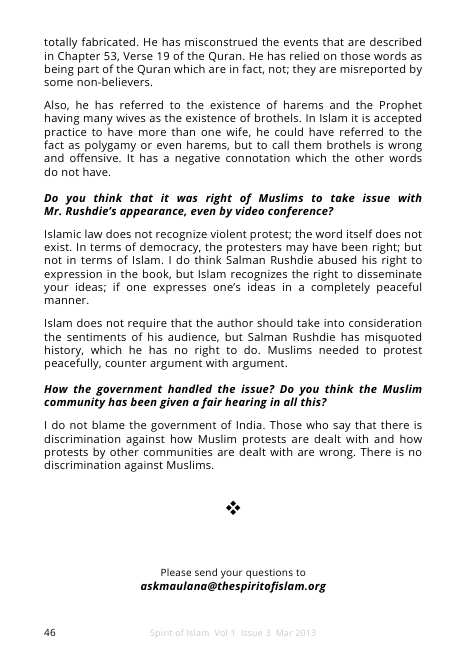 totally fabricated. He has misconstrued the events that are described
in Chapter 53, Verse 19 of the Quran. He has relied on those words as
being part of the Quran which are in fact, not; they are misreported by
some non-believers.
Also, he has referred to the existence of harems and the Prophet
having many wives as the existence of brothels. In Islam it is accepted
practice to have more than one wife, he could have referred to the
fact as polygamy or even harems, but to call them brothels is wrong
and offensive. It has a negative connotation which the other words
do not have.
Do you think that it was right of Muslims to take issue with
Mr. Rushdie's appearance, even by video conference?
Islamic law does not recognize violent protest; the word itself does not
exist. In terms of democracy, the protesters may have been right; but
not in terms of Islam. I do think Salman Rushdie abused his right to
expression in the book, but Islam recognizes the right to disseminate
your ideas; if one expresses one's ideas in a completely peaceful
manner.
Islam does not require that the author should take into consideration
the sentiments of his audience, but Salman Rushdie has misquoted
history, which he has no right to do. Muslims needed to protest
peacefully, counter argument with argument.
How the government handled the issue? Do you think the Muslim
community has been given a fair hearing in all this?
I do not blame the government of India. Those who say that there is
discrimination against how Muslim protests are dealt with and how
protests by other communities are dealt with are wrong. There is no
discrimination against Muslims.
Please send your questions to
askmaulana@thespiritofislam.org
46 Spirit of Islam Vol 1 Issue 3 Mar 2013